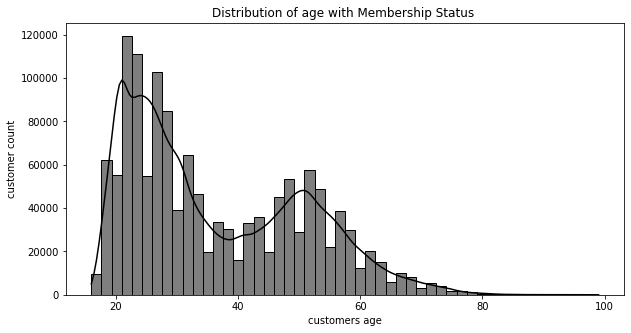 Distribution of age with Membership Status
120000
100000
80000
60000
40000
20000
0
customer count
20 40 60 80 100
customers age